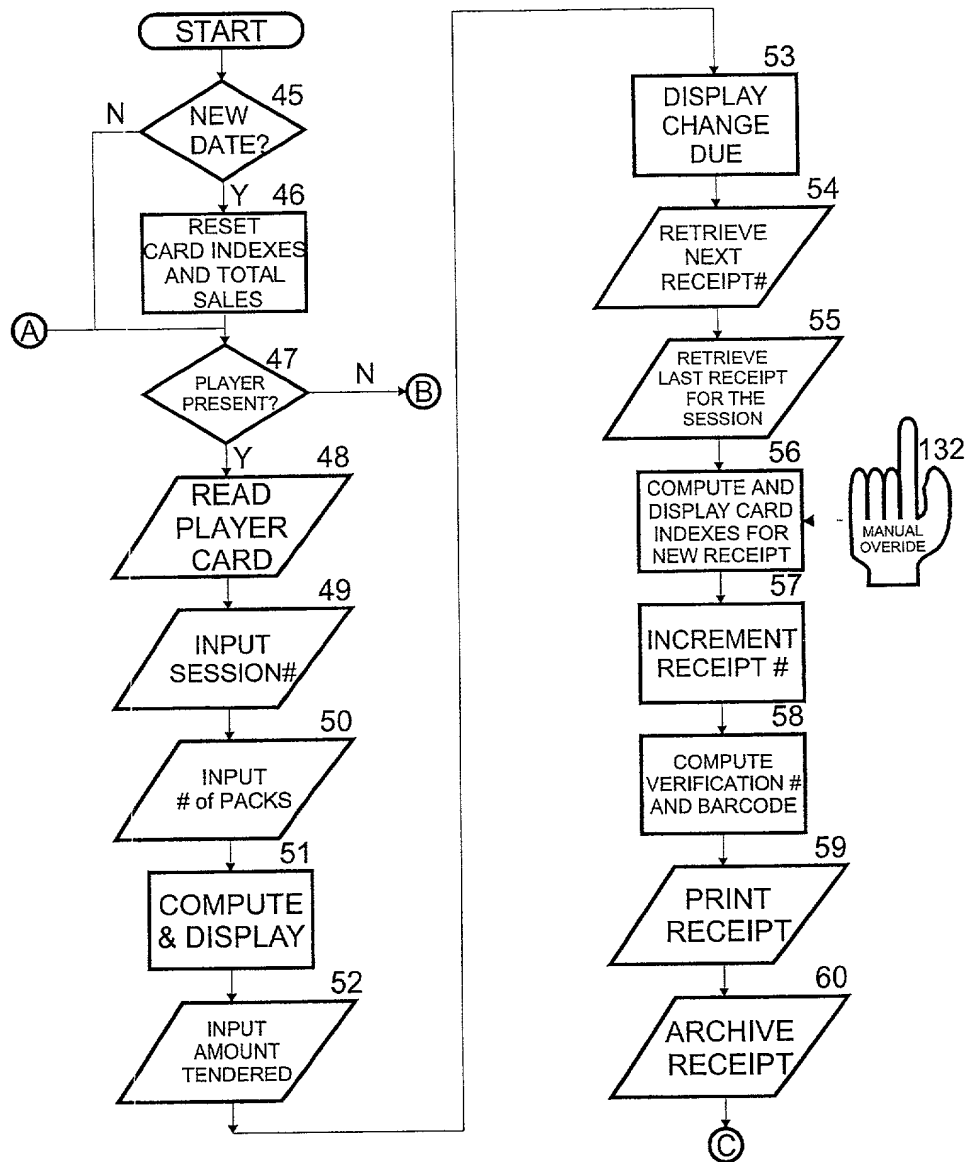 START
45
N
NEW
DATE?
Y
46
RESET
CARD INDEXES
AND TOTAL
SALES
A
47
PLAYER
PRESENT?
N
B
Y
48
READ
PLAYER
CARD
49
INPUT
SESSION#
50
INPUT
# of PACKS
51
COMPUTE
& DISPLAY
52
INPUT
AMOUNT
TENDERED
53
DISPLAY
CHANGE
DUE
54
RETRIEVE
NEXT
RECEIPT#
55
RETRIEVE
LAST RECEIPT
FOR THE
SESSION
56
COMPUTE AND
DISPLAY CARD
INDEXES FOR
NEW RECEIPT
132
MANUAL
OVERIDE
57
INCREMENT
RECEIPT #
58
COMPUTE
VERIFICATION #
AND BARCODE
59
PRINT
RECEIPT
60
ARCHIVE
RECEIPT
C